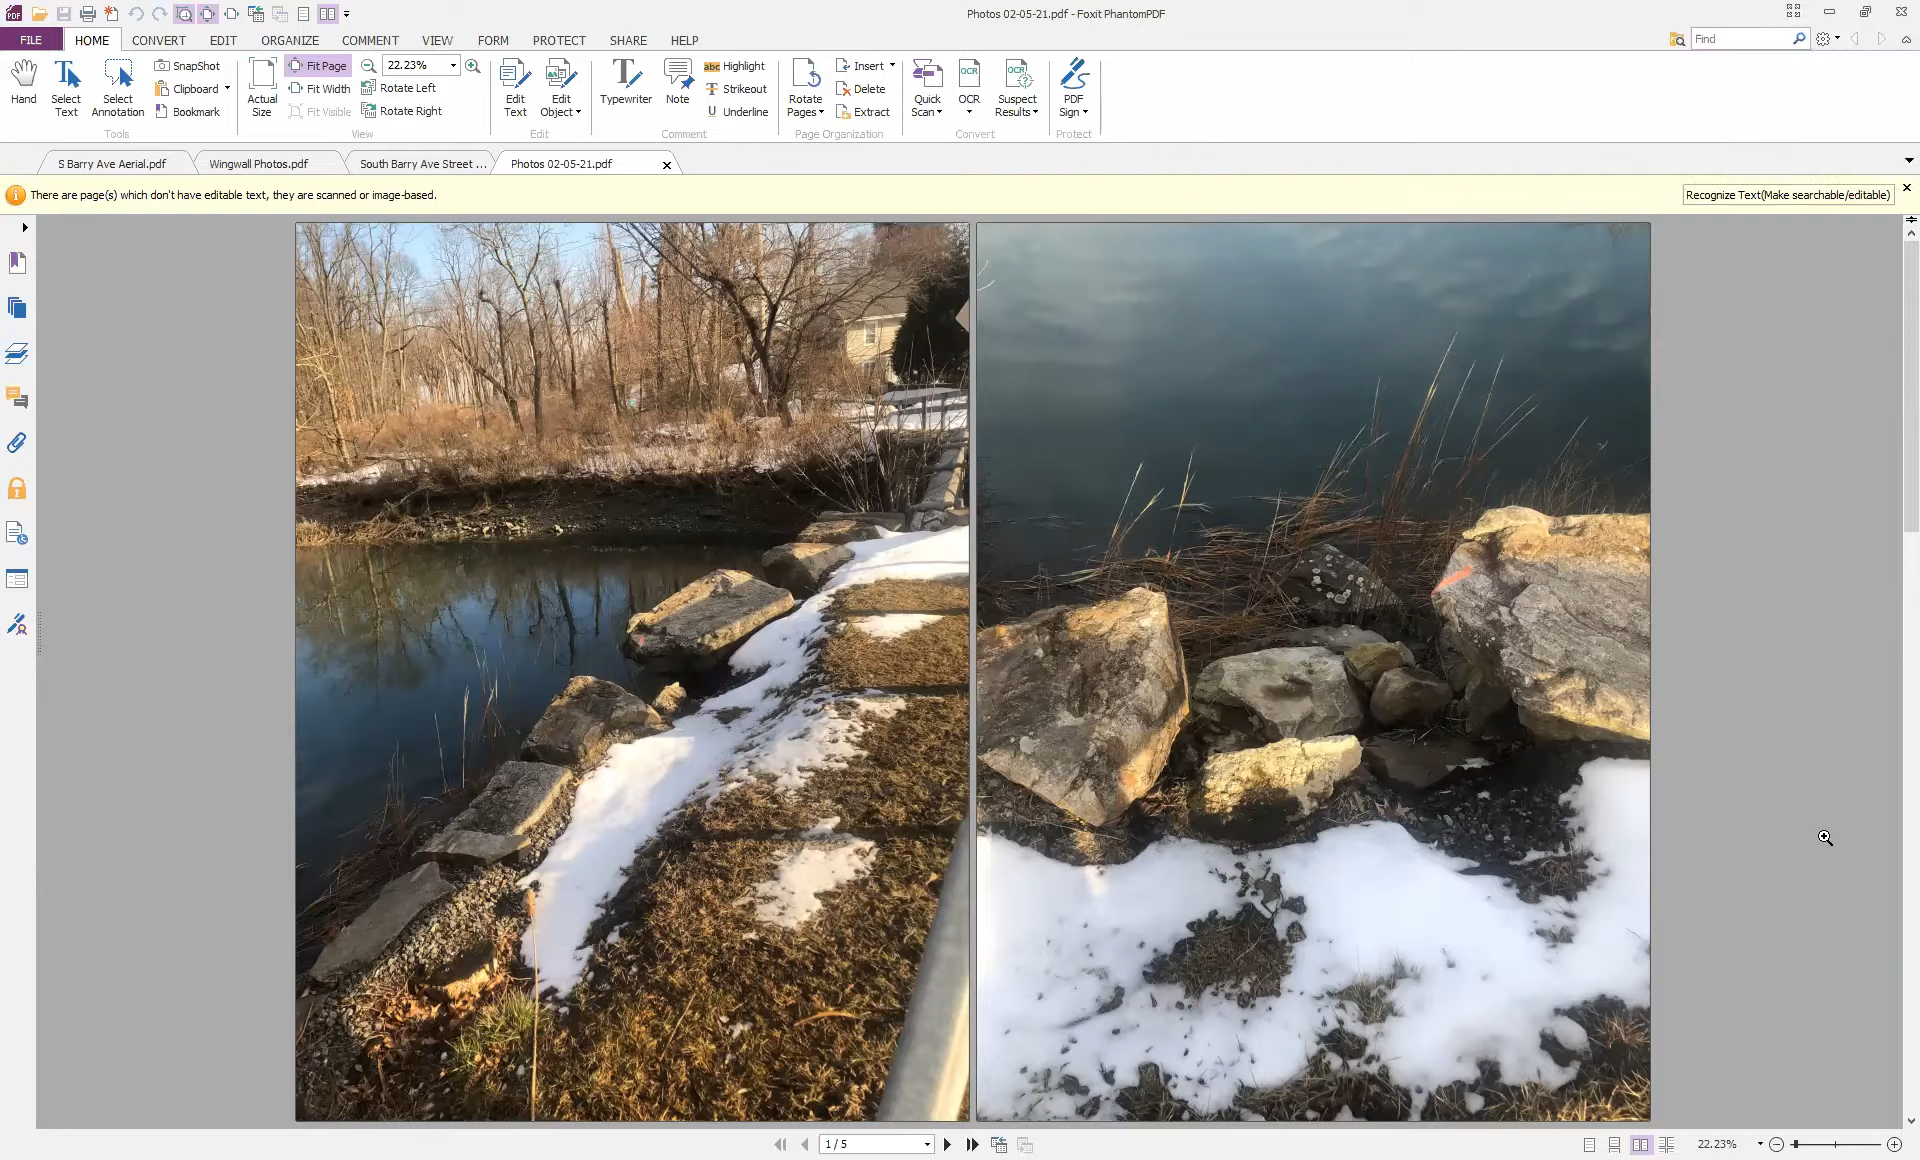 Photos 02-05-21.pdf - Foxit PhantomPDF
FILE HOME CONVERT EDIT ORGANIZE COMMENT VIEW FORM PROTECT SHARE HELP Find
Hand
Select Text
Select Annotation
SnapShot
Clipboard
Bookmark
Tools
Actual Size
Fit Page
Fit Width
Fit Visible
22.23%
Rotate Left
Rotate Right
View
Edit Text
Edit Object
Edit
Typewriter
Note
abc Highlight
T Strikeout
U Underline
Comment
Rotate Pages
Insert
Delete
Extract
Page Organization
Quick Scan
OCR
OCR
OCR
Suspect Results
Convert
PDF Sign
Protect
S Barry Ave Aerial.pdf Wingwall Photos.pdf South Barry Ave Street ... Photos 02-05-21.pdf
There are page(s) which don't have editable text, they are scanned or image-based. Recognize Text(Make searchable/editable)
1 / 5 22.23%